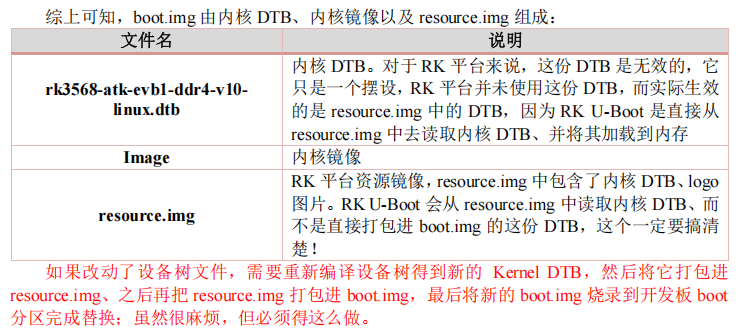 综上可知，boot.img 由内核 DTB、内核镜像以及 resource.img 组成：
文件名 说明
rk3568-atk-evb1-ddr4-v10-
linux.dtb
内核 DTB。对于 RK 平台来说，这份 DTB 是无效的，它
只是一个摆设，RK 平台并未使用这份 DTB，而实际生效
的是 resource.img 中的 DTB，因为 RK U-Boot 是直接从
resource.img 中去读取内核 DTB、并将其加载到内存
Image 内核镜像
resource.img
RK 平台资源镜像，resource.img 中包含了内核 DTB、logo
图片。RK U-Boot 会从 resource.img 中读取内核 DTB、而
不是直接打包进 boot.img 的这份 DTB，这个一定要搞清
楚！
如果改动了设备树文件，需要重新编译设备树得到新的 Kernel DTB，然后将它打包进
resource.img、之后再把 resource.img 打包进 boot.img，最后将新的 boot.img 烧录到开发板 boot
分区完成替换；虽然很麻烦，但必须得这么做。